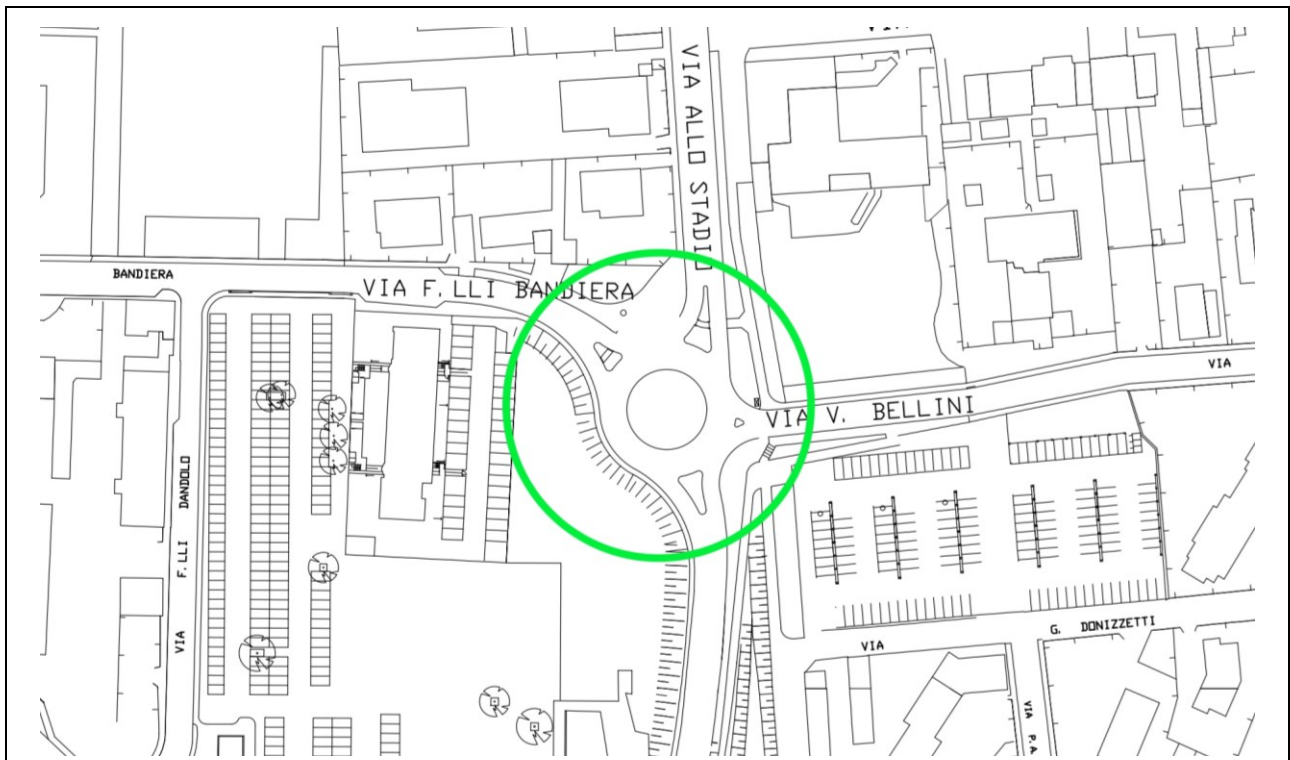 VIA ALLO STADIO
BANDIERA
VIA F.LLI BANDIERA
VIA
VIA V. BELLINI
VIA F.LLI DANDOLO
G. DONIZZETTI
VIA
VIA P.A.